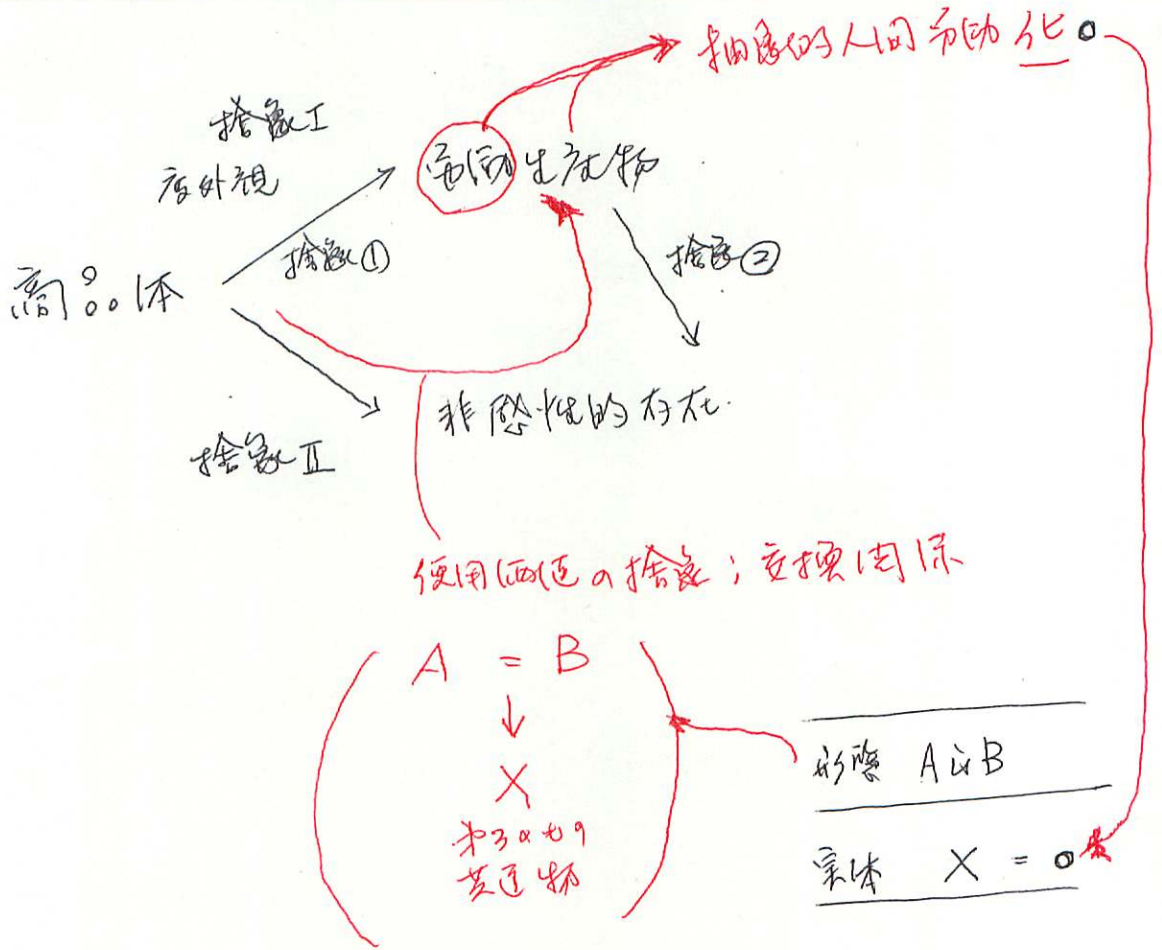 抽象的人間労働化
捨象I
度外視
労働生産物
捨象①
捨象②
商品体
非感性的存在.
捨象II
使用価値の捨象；交換関係
A = B
↓
X
第3のもの
共通物
形態 A is B
実体 X = o